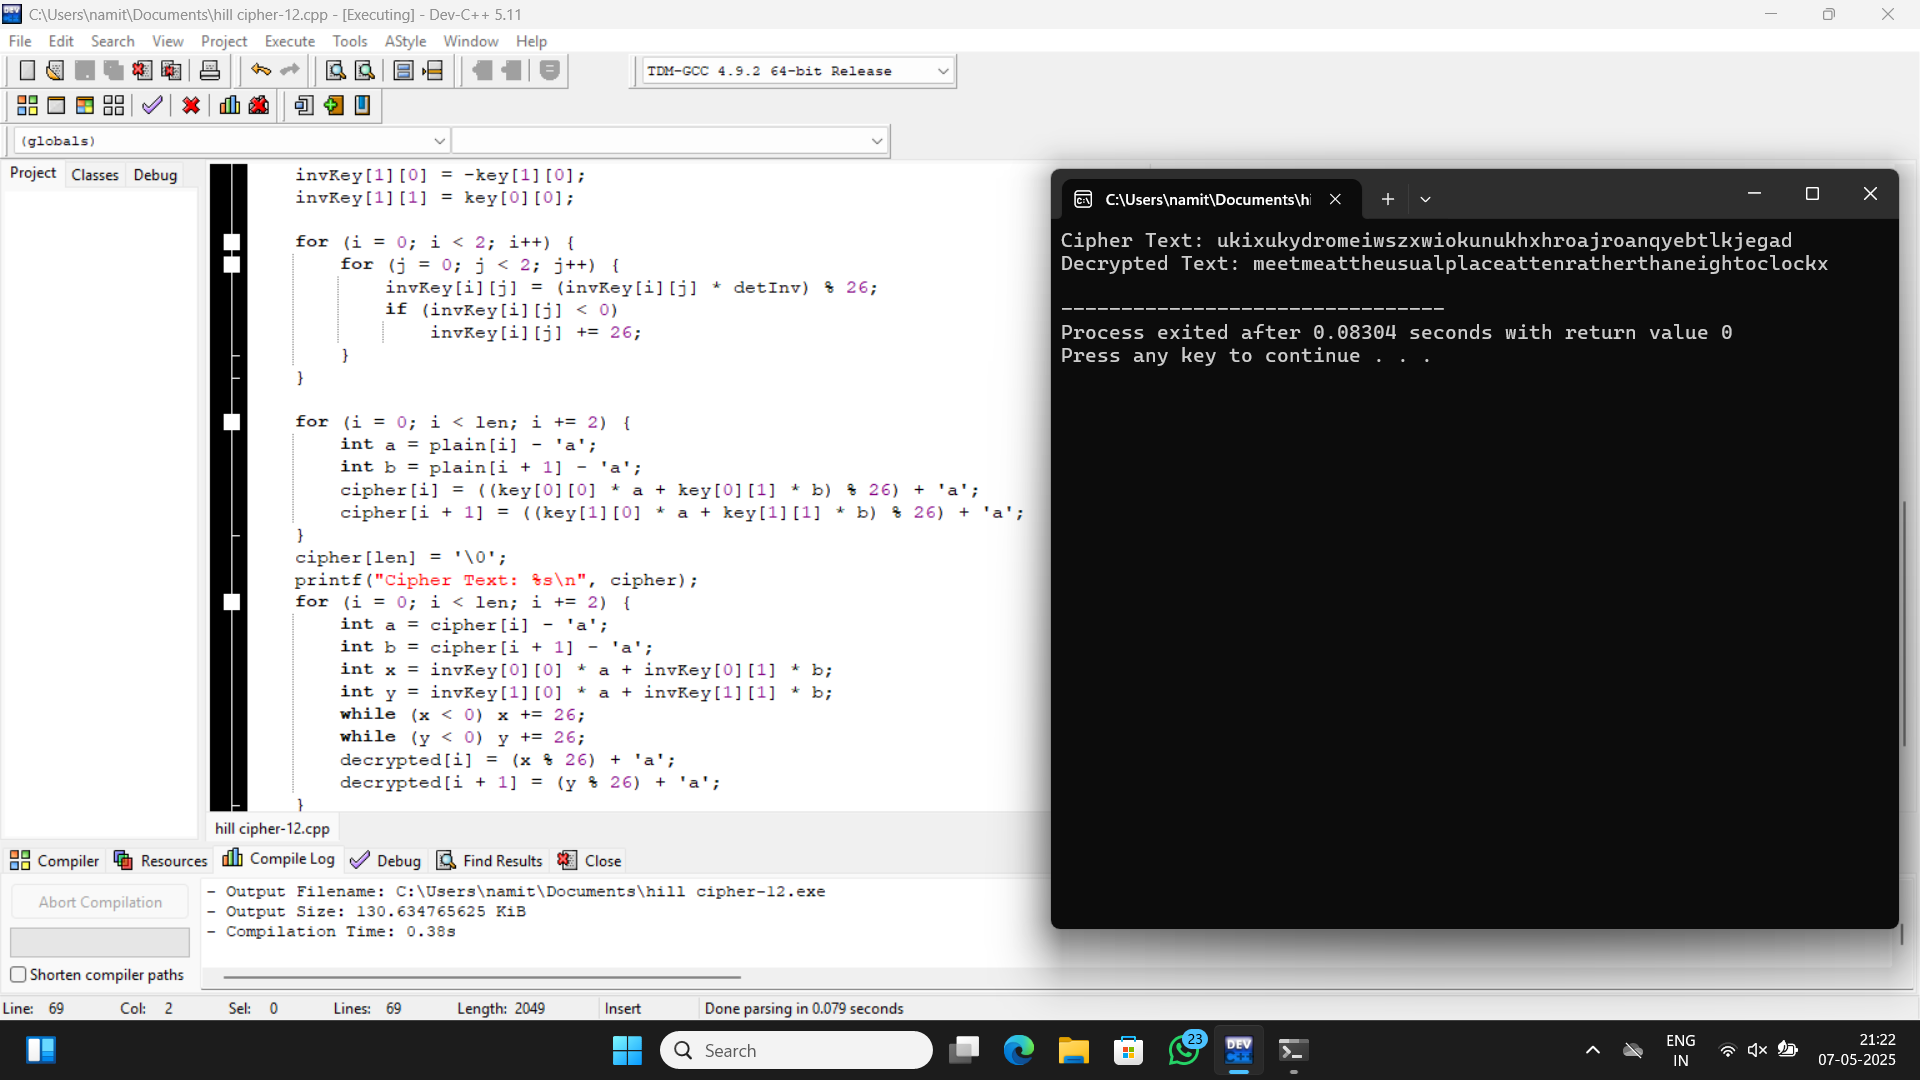 C:\Users\namit\Documents\hill cipher-12.cpp - [Executing] - Dev-C++ 5.11
File Edit Search View Project Execute Tools AStyle Window Help
TDM-GCC 4.9.2 64-bit Release
(globals)
Project Classes Debug
invKey[1][0] = -key[1][0];
invKey[1][1] = key[0][0];
for (i = 0; i < 2; i++) {
for (j = 0; j < 2; j++) {
invKey[i][j] = (invKey[i][j] * detInv) % 26;
if (invKey[i][j] < 0)
invKey[i][j] += 26;
}
}
for (i = 0; i < len; i += 2) {
int a = plain[i] - 'a';
int b = plain[i + 1] - 'a';
cipher[i] = ((key[0][0] * a + key[0][1] * b) % 26) + 'a';
cipher[i + 1] = ((key[1][0] * a + key[1][1] * b) % 26) + 'a';
}
cipher[len] = '\0';
printf("Cipher Text: %s\n", cipher);
for (i = 0; i < len; i += 2) {
int a = cipher[i] - 'a';
int b = cipher[i + 1] - 'a';
int x = invKey[0][0] * a + invKey[0][1] * b;
int y = invKey[1][0] * a + invKey[1][1] * b;
while (x < 0) x += 26;
while (y < 0) y += 26;
decrypted[i] = (x % 26) + 'a';
decrypted[i + 1] = (y % 26) + 'a';
}
hill cipher-12.cpp
C:\Users\namit\Documents\hi
Cipher Text: ukixukydromeiwszxwiokunukhxhroajroanqyebtlkjegad
Decrypted Text: meetmeattheusualplaceattenratherthaneightoclockx
--------------------------------
Process exited after 0.08304 seconds with return value 0
Press any key to continue . . .
Compiler Resources Compile Log Debug Find Results Close
Abort Compilation
Shorten compiler paths
- Output Filename: C:\Users\namit\Documents\hill cipher-12.exe
- Output Size: 130.634765625 KiB
- Compilation Time: 0.38s
Line: 69 Col: 2 Sel: 0 Lines: 69 Length: 2049 Insert Done parsing in 0.079 seconds
Search
23
DEV
C++
ENG
IN
21:22
07-05-2025